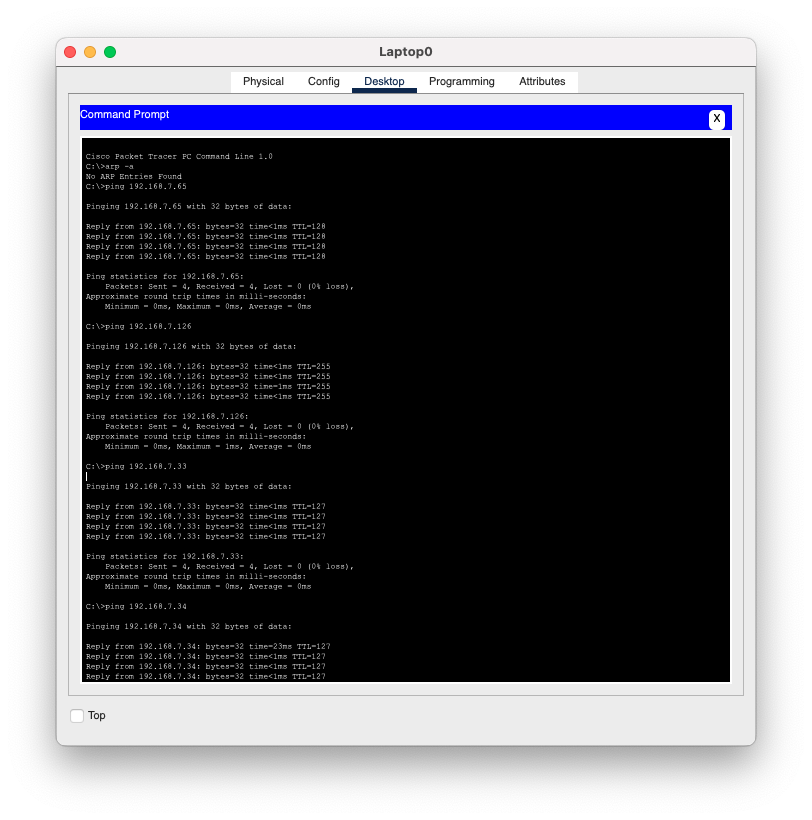 Laptop0
Physical Config Desktop Programming Attributes
Command Prompt
X
Cisco Packet Tracer PC Command Line 1.0
C:\>arp -a
No ARP Entries Found
C:\>ping 192.168.7.65
Pinging 192.168.7.65 with 32 bytes of data:
Reply from 192.168.7.65: bytes=32 time<1ms TTL=128
Reply from 192.168.7.65: bytes=32 time<1ms TTL=128
Reply from 192.168.7.65: bytes=32 time<1ms TTL=128
Reply from 192.168.7.65: bytes=32 time<1ms TTL=128
Ping statistics for 192.168.7.65:
Packets: Sent = 4, Received = 4, Lost = 0 (0% loss),
Approximate round trip times in milli-seconds:
Minimum = 0ms, Maximum = 0ms, Average = 0ms
C:\>ping 192.168.7.126
Pinging 192.168.7.126 with 32 bytes of data:
Reply from 192.168.7.126: bytes=32 time<1ms TTL=255
Reply from 192.168.7.126: bytes=32 time<1ms TTL=255
Reply from 192.168.7.126: bytes=32 time=1ms TTL=255
Reply from 192.168.7.126: bytes=32 time<1ms TTL=255
Ping statistics for 192.168.7.126:
Packets: Sent = 4, Received = 4, Lost = 0 (0% loss),
Approximate round trip times in milli-seconds:
Minimum = 0ms, Maximum = 1ms, Average = 0ms
C:\>ping 192.168.7.33
Pinging 192.168.7.33 with 32 bytes of data:
Reply from 192.168.7.33: bytes=32 time<1ms TTL=127
Reply from 192.168.7.33: bytes=32 time<1ms TTL=127
Reply from 192.168.7.33: bytes=32 time<1ms TTL=127
Reply from 192.168.7.33: bytes=32 time<1ms TTL=127
Ping statistics for 192.168.7.33:
Packets: Sent = 4, Received = 4, Lost = 0 (0% loss),
Approximate round trip times in milli-seconds:
Minimum = 0ms, Maximum = 0ms, Average = 0ms
C:\>ping 192.168.7.34
Pinging 192.168.7.34 with 32 bytes of data:
Reply from 192.168.7.34: bytes=32 time=23ms TTL=127
Reply from 192.168.7.34: bytes=32 time<1ms TTL=127
Reply from 192.168.7.34: bytes=32 time<1ms TTL=127
Reply from 192.168.7.34: bytes=32 time<1ms TTL=127
Top